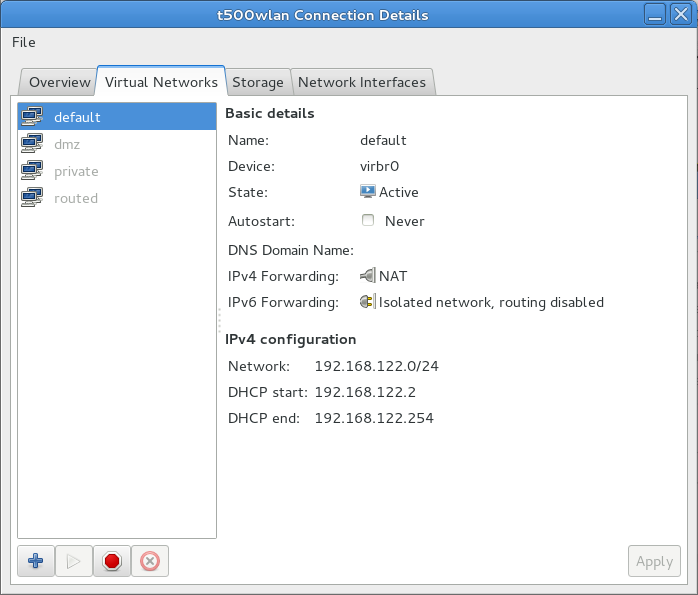 t500wlan Connection Details
File
Overview Virtual Networks Storage Network Interfaces
default
dmz
private
routed
Basic details
Name: default
Device: virbr0
State: Active
Autostart: Never
DNS Domain Name:
IPv4 Forwarding: NAT
IPv6 Forwarding: Isolated network, routing disabled
IPv4 configuration
Network: 192.168.122.0/24
DHCP start: 192.168.122.2
DHCP end: 192.168.122.254
Apply